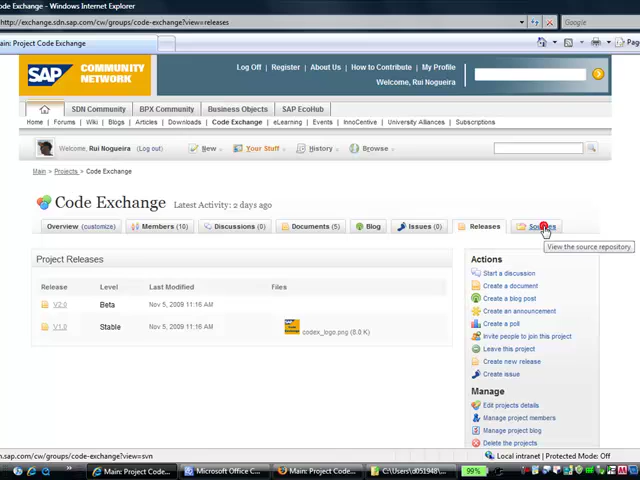 Code Exchange - Windows Internet Explorer
http://exchange.sdn.sap.com/cw/groups/code-exchange?view=releases
Google
Main: Project Code Exchange
Page
SAP COMMUNITY NETWORK
Log Off | Register | About Us | How to Contribute | My Profile
Welcome, Rui Nogueira
SDN Community BPX Community Business Objects SAP EcoHub
Home | Forums | Wiki | Blogs | Articles | Downloads | Code Exchange | eLearning | Events | InnoCentive | University Alliances | Subscriptions
Welcome, Rui Nogueira (Log out) New Your Stuff History Browse
Main > Projects > Code Exchange
Code Exchange Latest Activity: 2 days ago
Overview (customize) Members (10) Discussions (0) Documents (5) Blog Issues (0) Releases Sources
View the source repository
Project Releases
Release Level Last Modified Files
V2.0 Beta Nov 5, 2009 11:16 AM
V1.0 Stable Nov 5, 2009 11:16 AM codex_logo.png (8.0 K)
Actions
Start a discussion
Create a document
Create a blog post
Create an announcement
Create a poll
Invite people to join this project
Leave this project
Create new release
Create issue
Manage
Edit projects details
Manage project members
Manage project blog
Delete the projects
sap.com/cw/groups/code-exchange?view=svn
Local intranet | Protected Mode: Off
Main: Project Code... Microsoft Office C... Main: Project Code... C:\Users\d051948\... 99%